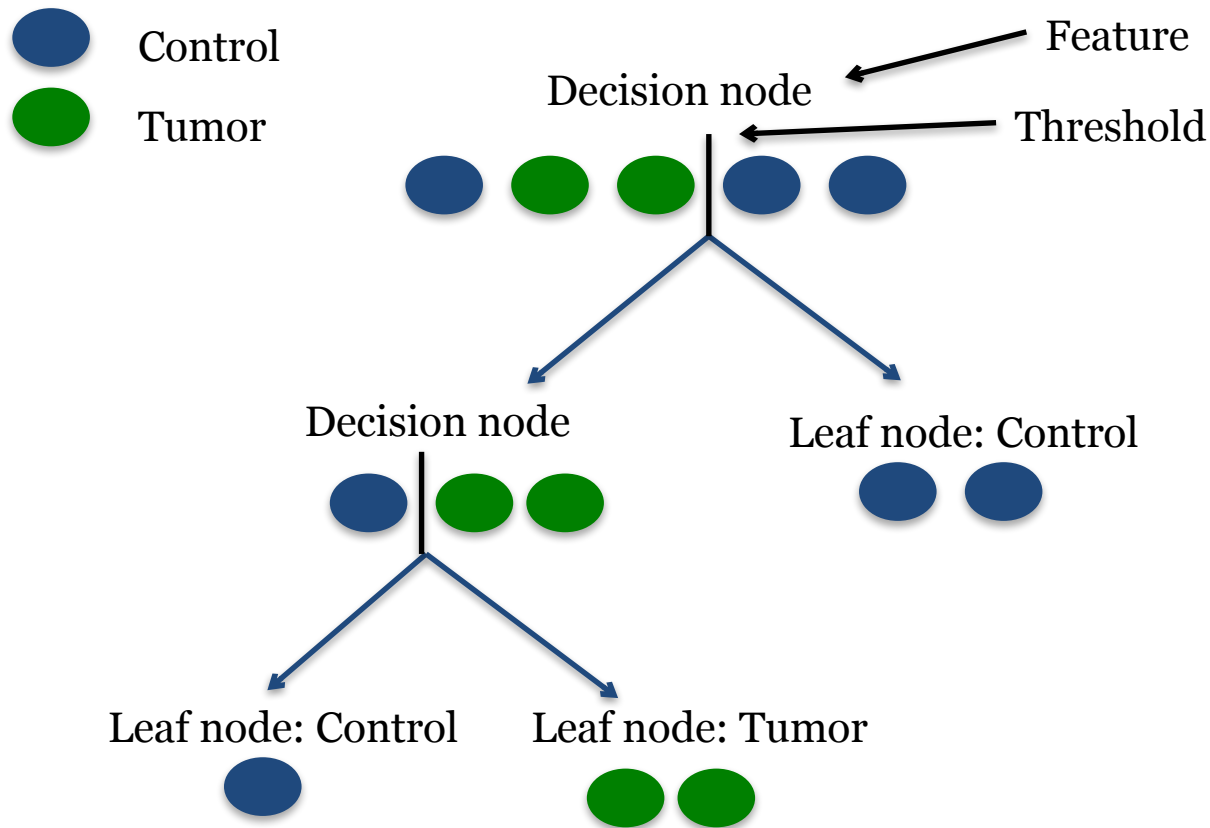 Control
Tumor
Feature
Decision node
Threshold
Decision node
Leaf node: Control
Leaf node: Control
Leaf node: Tumor